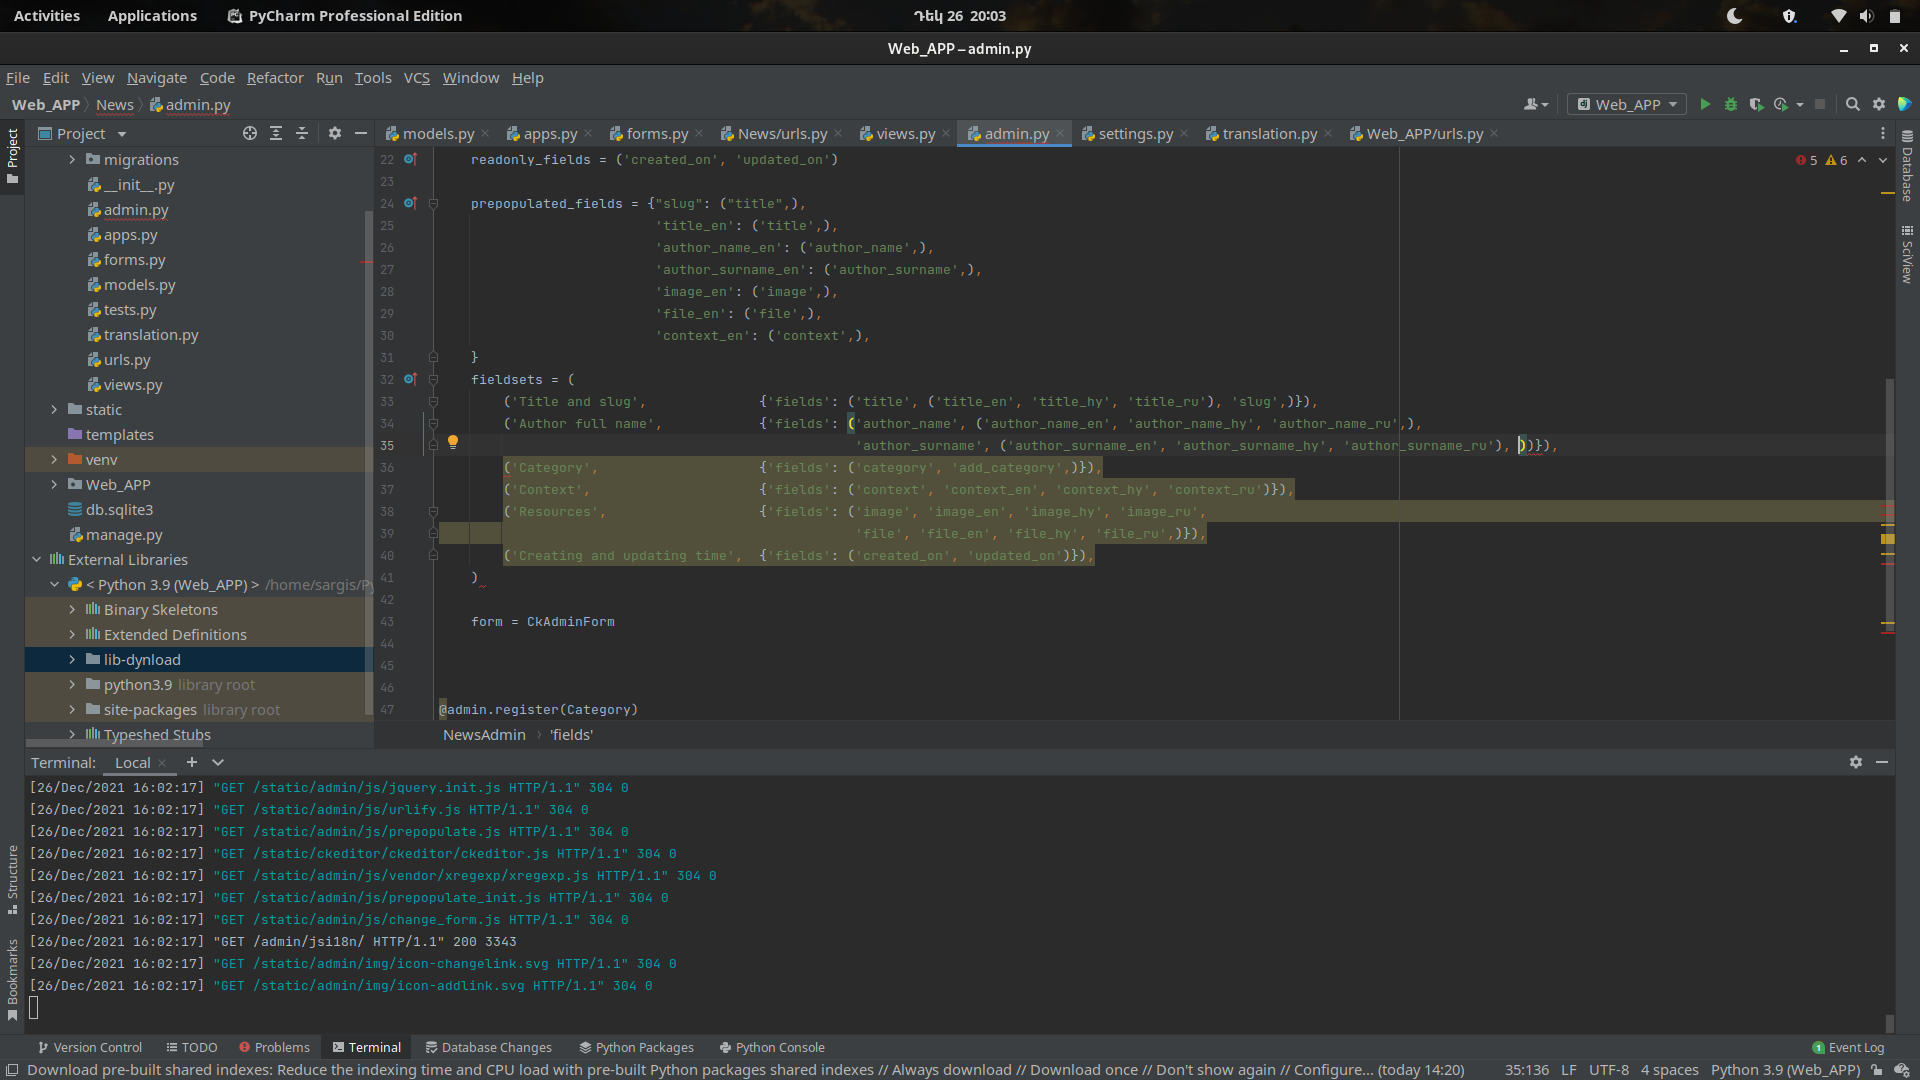 Activities Applications PyCharm Professional Edition Դեկ 26 20:03
Web_APP – admin.py
File Edit View Navigate Code Refactor Run Tools VCS Window Help
Web_APP News admin.py Web_APP
Project models.py apps.py forms.py News/urls.py views.py admin.py settings.py translation.py Web_APP/urls.py
Project
Database
SciView
Structure
Bookmarks
migrations
__init__.py
admin.py
apps.py
forms.py
models.py
tests.py
translation.py
urls.py
views.py
static
templates
venv
Web_APP
db.sqlite3
manage.py
External Libraries
< Python 3.9 (Web_APP) > /home/sargis/Py
Binary Skeletons
Extended Definitions
lib-dynload
python3.9 library root
site-packages library root
Typeshed Stubs
5 6
22 readonly_fields = ('created_on', 'updated_on')
23
24 prepopulated_fields = {"slug": ("title",),
25 'title_en': ('title',),
26 'author_name_en': ('author_name',),
27 'author_surname_en': ('author_surname',),
28 'image_en': ('image',),
29 'file_en': ('file',),
30 'context_en': ('context',),
31 }
32 fieldsets = (
33 ('Title and slug', {'fields': ('title', ('title_en', 'title_hy', 'title_ru'), 'slug',)}),
34 ('Author full name', {'fields': ('author_name', ('author_name_en', 'author_name_hy', 'author_name_ru',),
35 'author_surname', ('author_surname_en', 'author_surname_hy', 'author_surname_ru'), ))}),
36 ('Category', {'fields': ('category', 'add_category',)}),
37 ('Context', {'fields': ('context', 'context_en', 'context_hy', 'context_ru')}),
38 ('Resources', {'fields': ('image', 'image_en', 'image_hy', 'image_ru',
39 'file', 'file_en', 'file_hy', 'file_ru',)}),
40 ('Creating and updating time', {'fields': ('created_on', 'updated_on')}),
41 )
42
43 form = CkAdminForm
44
45
46
47 @admin.register(Category)
NewsAdmin 'fields'
Terminal: Local
[26/Dec/2021 16:02:17] "GET /static/admin/js/jquery.init.js HTTP/1.1" 304 0
[26/Dec/2021 16:02:17] "GET /static/admin/js/urlify.js HTTP/1.1" 304 0
[26/Dec/2021 16:02:17] "GET /static/admin/js/prepopulate.js HTTP/1.1" 304 0
[26/Dec/2021 16:02:17] "GET /static/ckeditor/ckeditor/ckeditor.js HTTP/1.1" 304 0
[26/Dec/2021 16:02:17] "GET /static/admin/js/vendor/xregexp/xregexp.js HTTP/1.1" 304 0
[26/Dec/2021 16:02:17] "GET /static/admin/js/prepopulate_init.js HTTP/1.1" 304 0
[26/Dec/2021 16:02:17] "GET /static/admin/js/change_form.js HTTP/1.1" 304 0
[26/Dec/2021 16:02:17] "GET /admin/jsi18n/ HTTP/1.1" 200 3343
[26/Dec/2021 16:02:17] "GET /static/admin/img/icon-changelink.svg HTTP/1.1" 304 0
[26/Dec/2021 16:02:17] "GET /static/admin/img/icon-addlink.svg HTTP/1.1" 304 0
Version Control TODO Problems Terminal Database Changes Python Packages Python Console 1 Event Log
Download pre-built shared indexes: Reduce the indexing time and CPU load with pre-built Python packages shared indexes // Always download // Download once // Don't show again // Configure... (today 14:20) 35:136 LF UTF-8 4 spaces Python 3.9 (Web_APP)